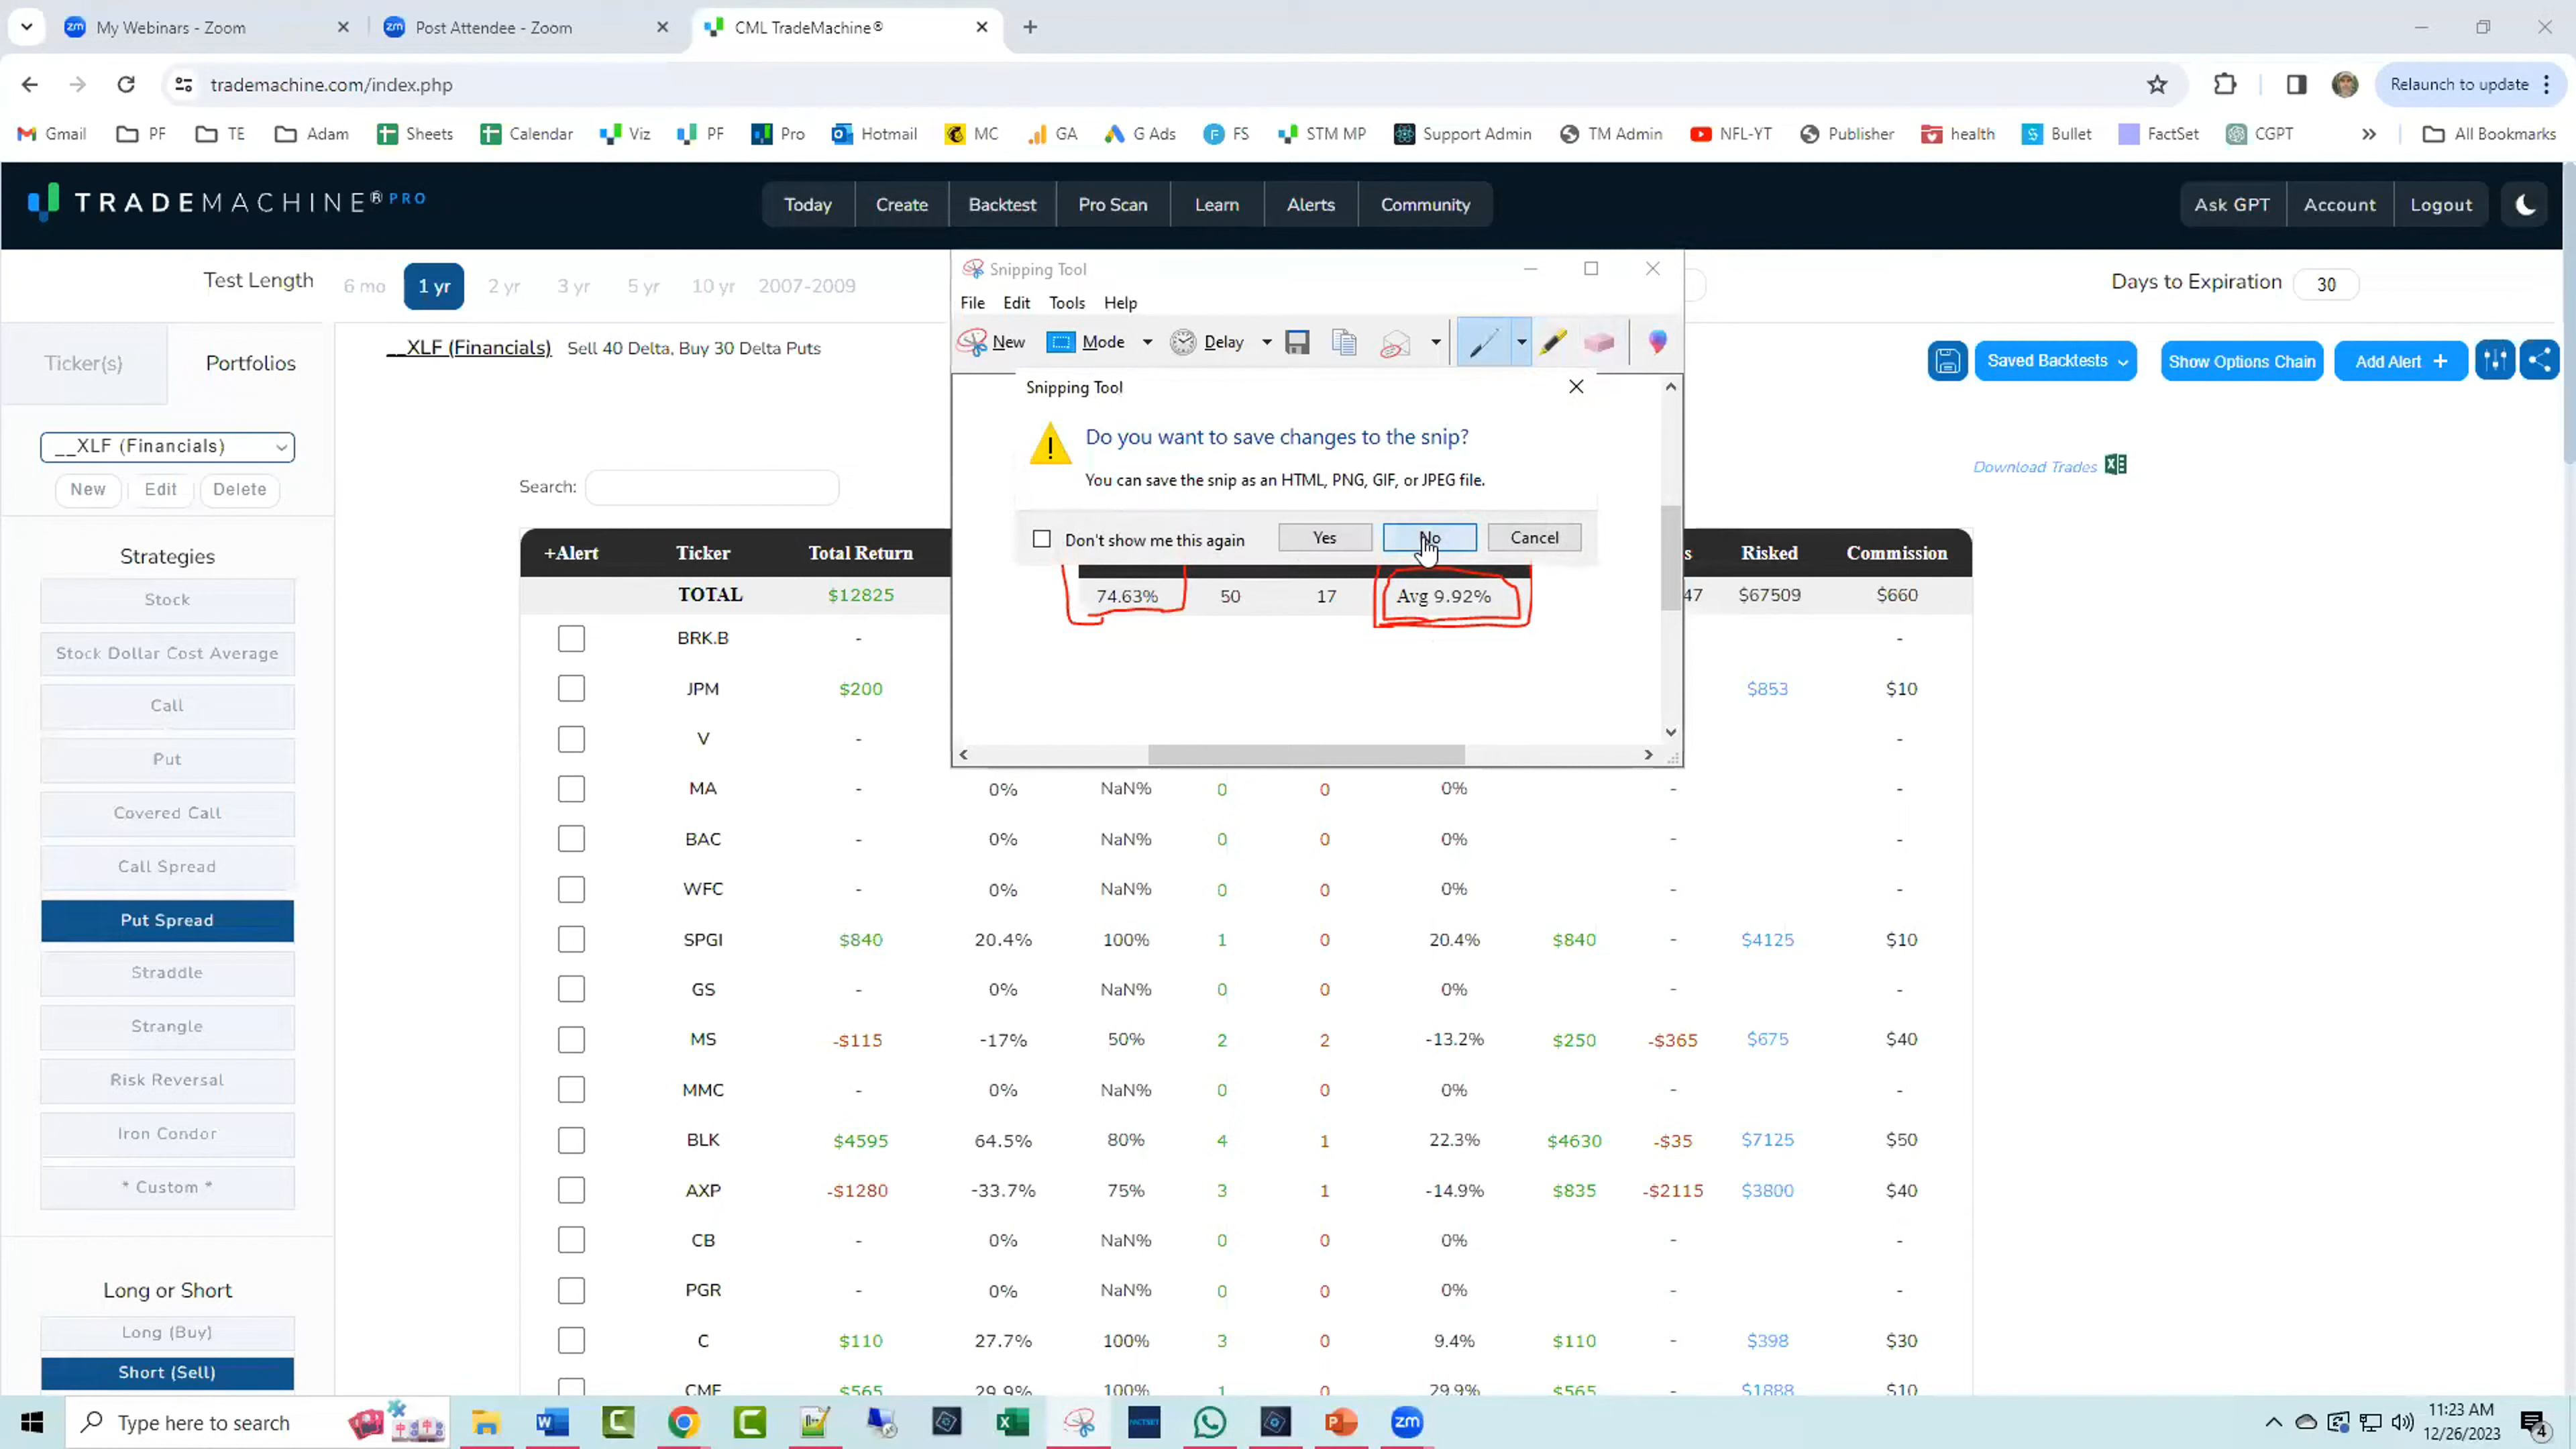 My Webinars - Zoom
Post Attendee - Zoom
CML TradeMachine®
trademachine.com/index.php
Relaunch to update
Gmail PF TE Adam Sheets Calendar Viz PF Pro Hotmail MC GA G Ads FS STM MP Support Admin TM Admin NFL-YT Publisher health Bullet FactSet CGPT » All Bookmarks
TRADEMACHINE® PRO
Today Create Backtest Pro Scan Learn Alerts Community
Ask GPT Account Logout
Test Length 6 mo 1 yr 2 yr 3 yr 5 yr 10 yr 2007-2009
Days to Expiration 30
Ticker(s) Portfolios
__XLF (Financials) Sell 40 Delta, Buy 30 Delta Puts
Saved Backtests Show Options Chain Add Alert +
__XLF (Financials)
New Edit Delete
Search:
Download Trades
Snipping Tool
File Edit Tools Help
New Mode Delay
Snipping Tool
Do you want to save changes to the snip?
You can save the snip as an HTML, PNG, GIF, or JPEG file.
Don't show me this again Yes No Cancel
74.63% 50 17 Avg 9.92%
Strategies
Stock
Stock Dollar Cost Average
Call
Put
Covered Call
Call Spread
Put Spread
Straddle
Strangle
Risk Reversal
Iron Condor
* Custom *
Long or Short
Long (Buy)
Short (Sell)
+Alert Ticker Total Return s Risked Commission
TOTAL $12825 47 $67509 $660
BRK.B - -
JPM $200 $853 $10
V - -
MA - 0% NaN% 0 0 0% - -
BAC - 0% NaN% 0 0 0% - -
WFC - 0% NaN% 0 0 0% - -
SPGI $840 20.4% 100% 1 0 20.4% $840 - $4125 $10
GS - 0% NaN% 0 0 0% - -
MS -$115 -17% 50% 2 2 -13.2% $250 -$365 $675 $40
MMC - 0% NaN% 0 0 0% - -
BLK $4595 64.5% 80% 4 1 22.3% $4630 -$35 $7125 $50
AXP -$1280 -33.7% 75% 3 1 -14.9% $835 -$2115 $3800 $40
CB - 0% NaN% 0 0 0% - -
PGR - 0% NaN% 0 0 0% - -
C $110 27.7% 100% 3 0 9.4% $110 - $398 $30
CME $565 29.9% 100% 1 0 29.9% $565 - $1888 $10
Type here to search
11:23 AM
12/26/2023
4